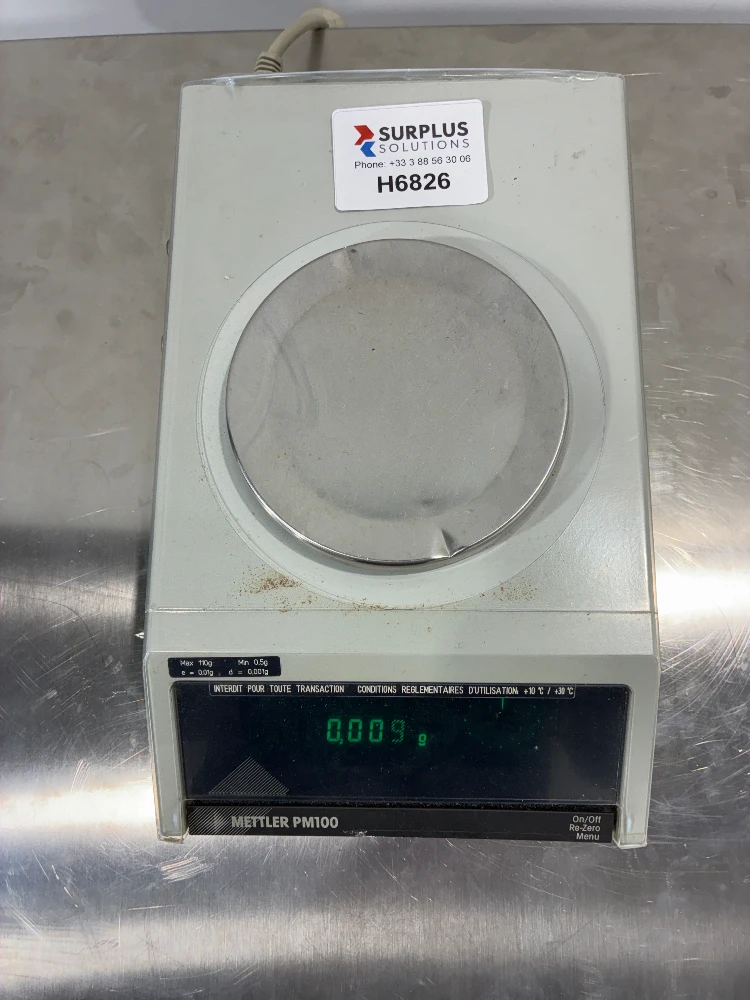 SURPLUS
SOLUTIONS
Phone: +33 3 88 56 30 06
H6826
Max 110g Min 0.5g
e = 0.01g d = 0.001g
INTERDIT POUR TOUTE TRANSACTION CONDITIONS REGLEMENTAIRES D'UTILISATION +10 °C / +30 °C
0,009 g
METTLER PM100
On/Off
Re-Zero
Menu